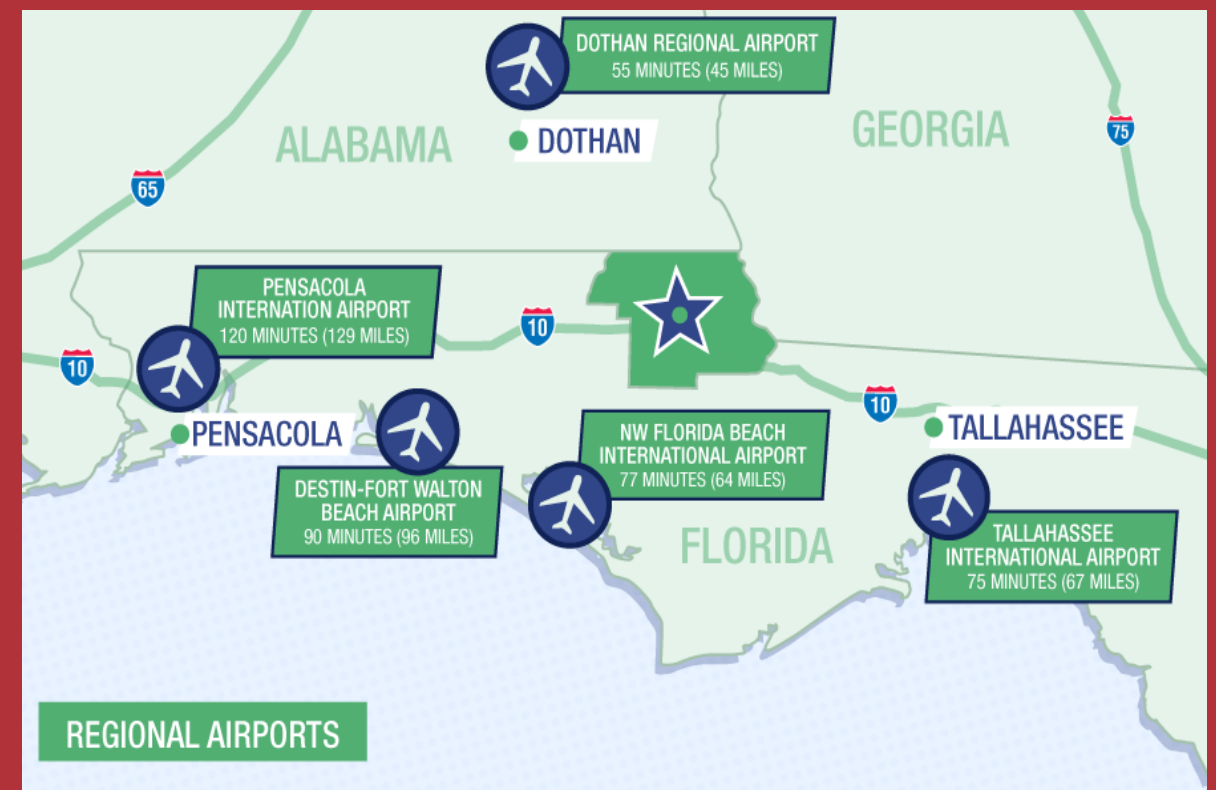 DOTHAN REGIONAL AIRPORT
55 MINUTES (45 MILES)
ALABAMA
DOTHAN
GEORGIA
75
65
PENSACOLA
INTERNATION AIRPORT
120 MINUTES (129 MILES)
10
10
10
PENSACOLA
TALLAHASSEE
NW FLORIDA BEACH
INTERNATIONAL AIRPORT
77 MINUTES (64 MILES)
DESTIN-FORT WALTON
BEACH AIRPORT
90 MINUTES (96 MILES)
FLORIDA
TALLAHASSEE
INTERNATIONAL AIRPORT
75 MINUTES (67 MILES)
REGIONAL AIRPORTS